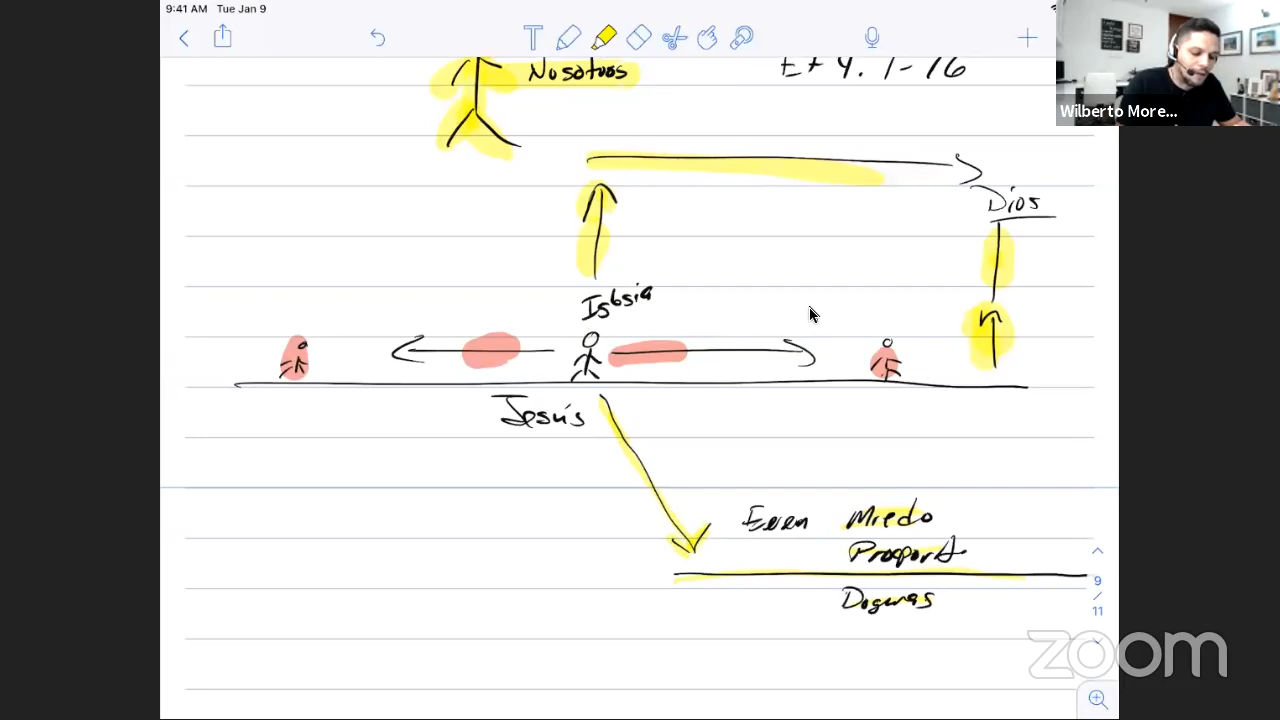 9:41 AM Tue Jan 9
Wilberto More...
Nosotros
Ef 4. 1-16
Dios
Iglesia
Jesús
Even Miedo
Dogmas
9
/
11
zoom